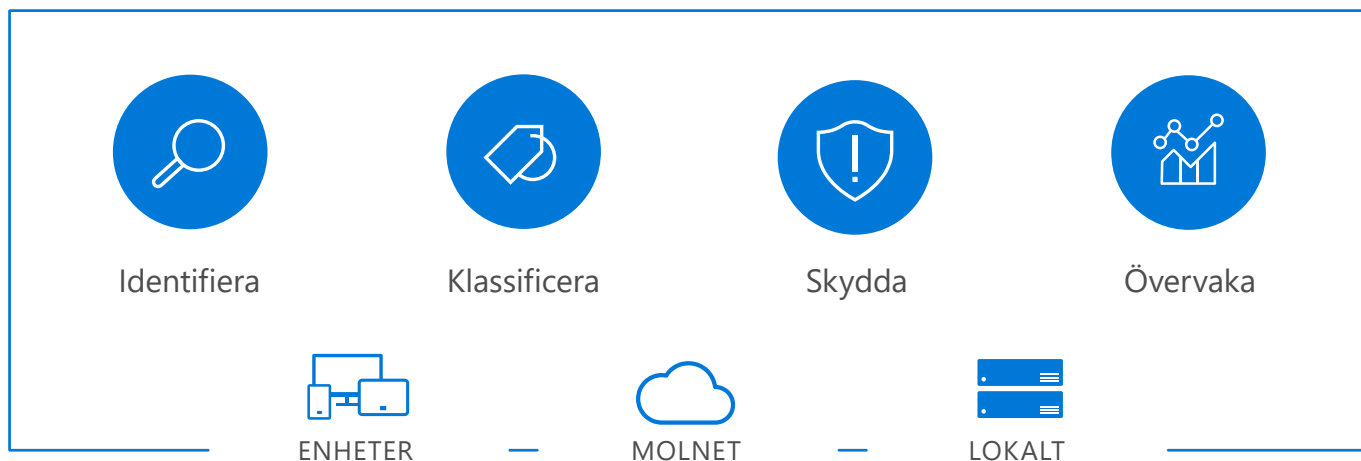 Identifiera
Klassificera
Skydda
Övervaka
ENHETER
MOLNET
LOKALT